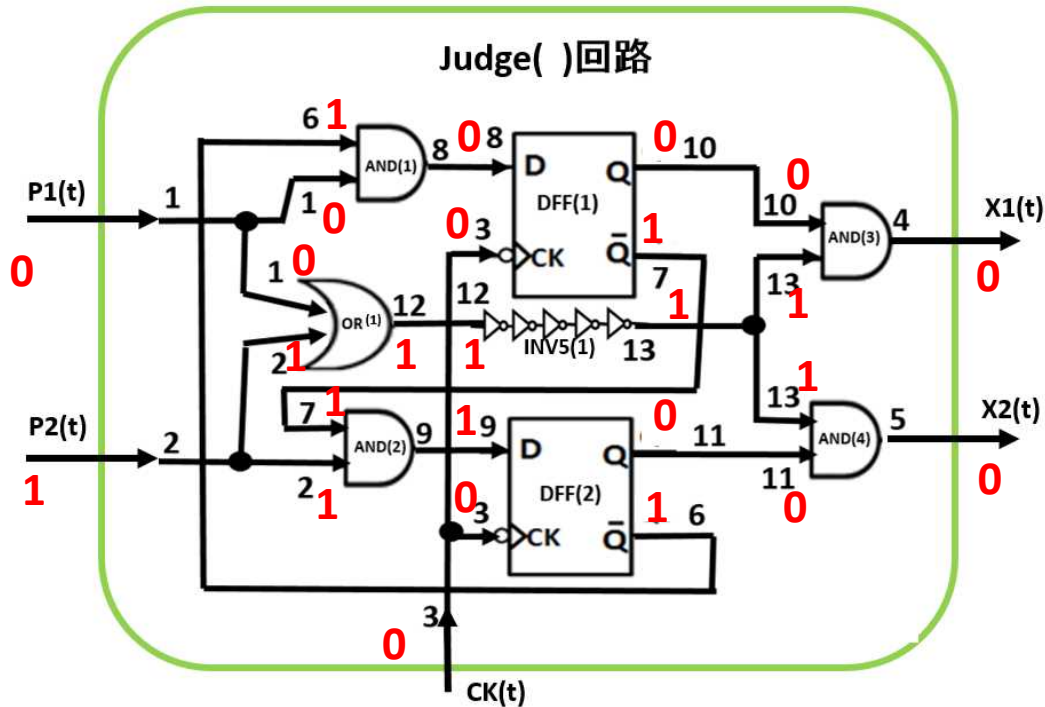 Judge( )回路
6 1
AND(1)
8 0 8
D
Q
0 10
DFF(1)
P1(t)
1
1 0
0
0 3
CK
Q̅
1
7
0
10
10
AND(3)
4
X1(t)
0
13
1
1 0
OR(1)
12
1
12
1
INV5(1)
1
13
2 1
7 1
AND(2)
9 1 9
D
Q
0
11
DFF(2)
1
13
AND(4)
5
X2(t)
0
11
0
P2(t)
2
1
2 1
0 3
CK
Q̅
1 6
3
0
CK(t)